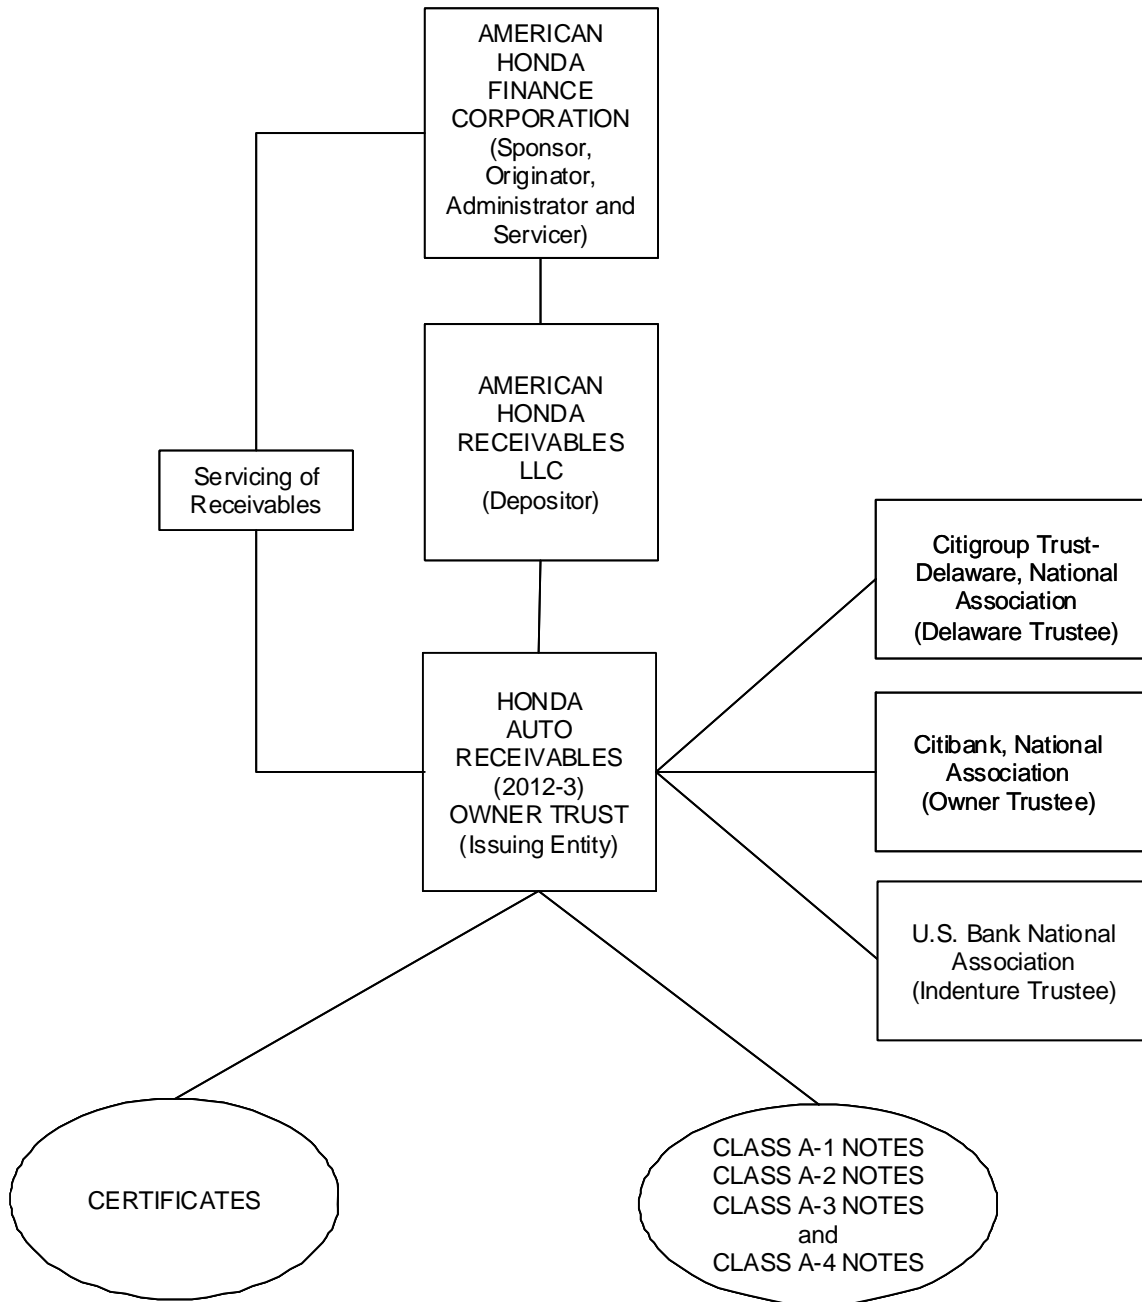 AMERICAN
HONDA
FINANCE
CORPORATION
(Sponsor,
Originator,
Administrator and
Servicer)
AMERICAN
HONDA
RECEIVABLES
LLC
(Depositor)
Servicing of
Receivables
Citigroup Trust-
Delaware, National
Association
(Delaware Trustee)
HONDA
AUTO
RECEIVABLES
(2012-3)
OWNER TRUST
(Issuing Entity)
Citibank, National
Association
(Owner Trustee)
U.S. Bank National
Association
(Indenture Trustee)
CERTIFICATES
CLASS A-1 NOTES
CLASS A-2 NOTES
CLASS A-3 NOTES
and
CLASS A-4 NOTES